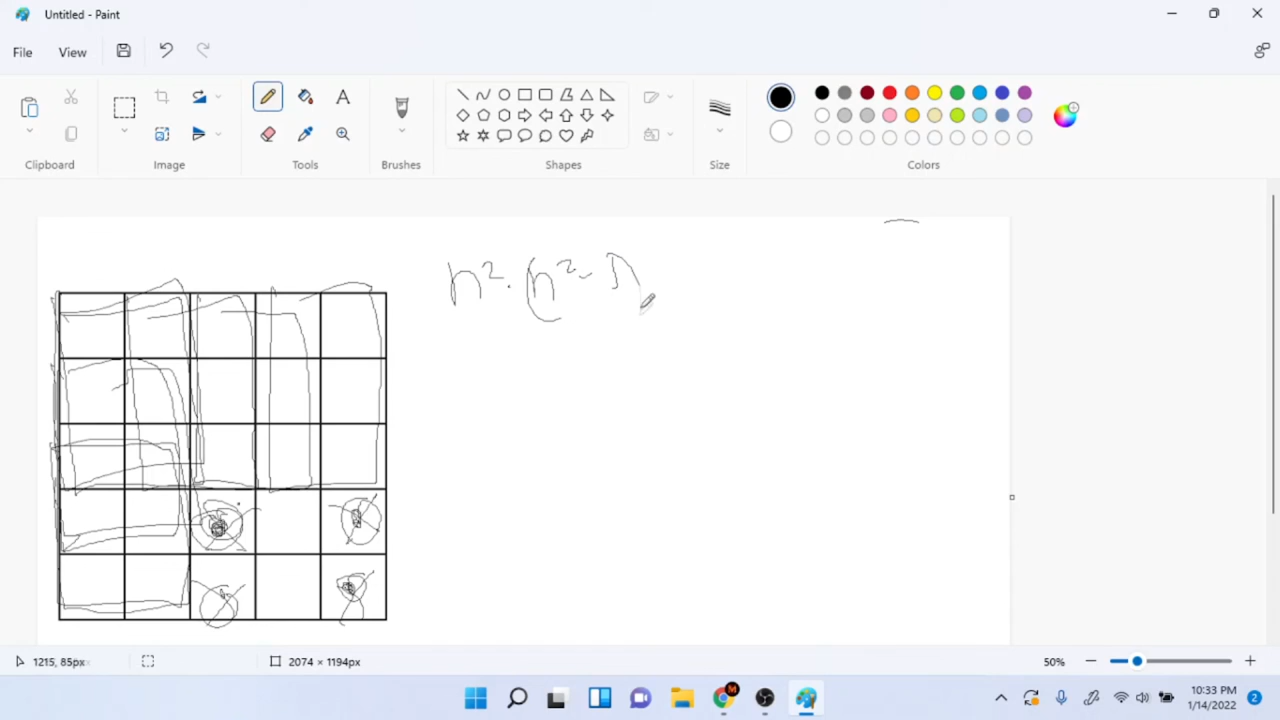 Untitled - Paint
File View
Clipboard Image Tools Brushes Shapes Size Colors
n² · (n² -
1215, 85px 2074 × 1194px 50%
10:33 PM
1/14/2022 2